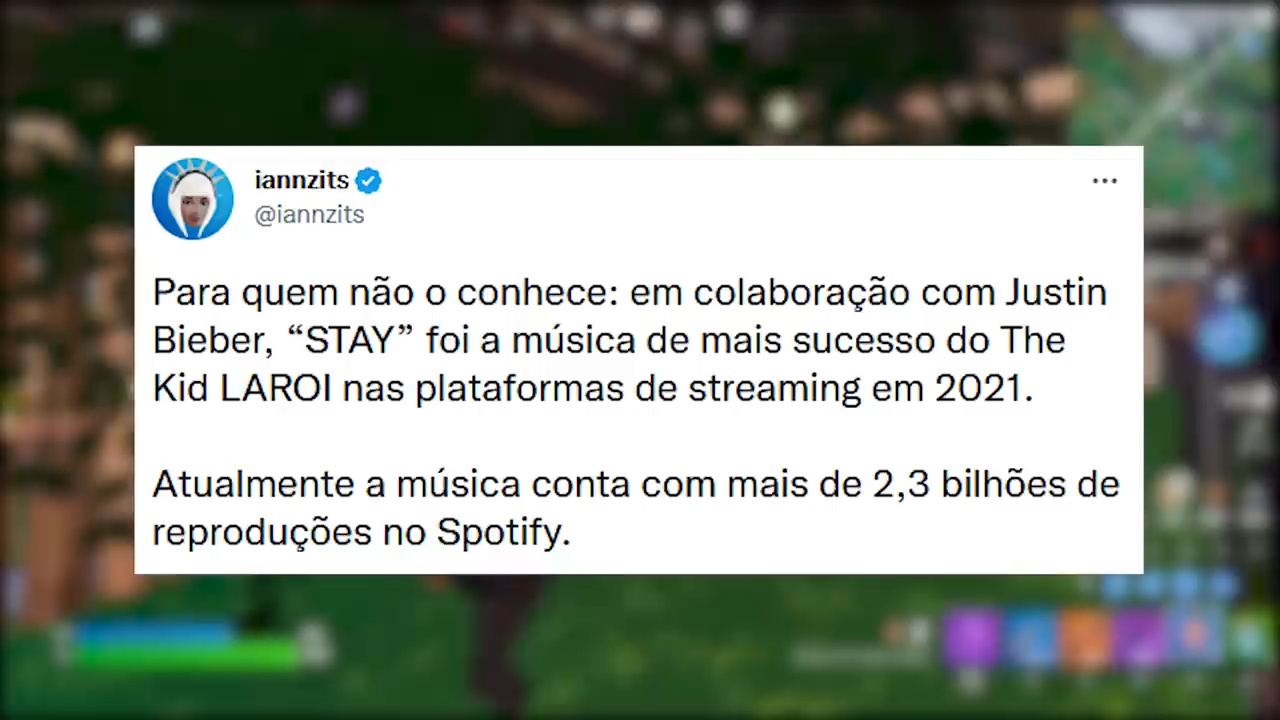 iannzits
@iannzits
Para quem não o conhece: em colaboração com Justin
Bieber, “STAY” foi a música de mais sucesso do The
Kid LAROI nas plataformas de streaming em 2021.
Atualmente a música conta com mais de 2,3 bilhões de
reproduções no Spotify.